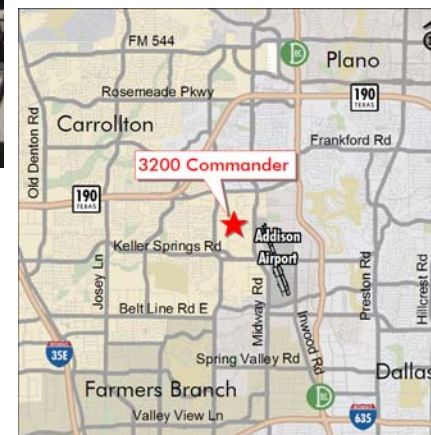 FM 544
Plano
Rosemeade Pkwy
190
TEXAS
Carrollton
Frankford Rd
Old Denton Rd
3200 Commander
190
TEXAS
Addison
Airport
Keller Springs Rd
Josey Ln
Midway Rd
Preston Rd
Hillcrest Rd
Belt Line Rd E
Inwood Rd
35E
Spring Valley Rd
Dallas
Farmers Branch
Valley View Ln
635